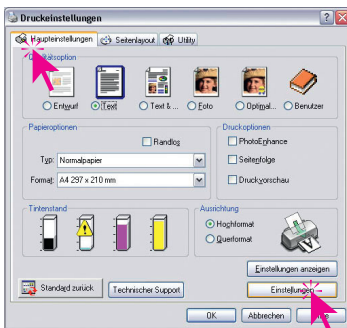 Druckeinstellungen
Haupteinstellungen Seitenlayout Utility
Entwurf Text Text & ... Foto Optimal... Benutzer
Papieroptionen Druckoptionen
Randlos PhotoEnhance
Typ: Normalpapier Seitenfolge
Format: A4 297 x 210 mm Druckvorschau
Tintenstand Ausrichtung
Hochformat
Querformat
Einstellungen anzeigen
Standard zurück Technischer Support Einstellungen
OK Abbrechen